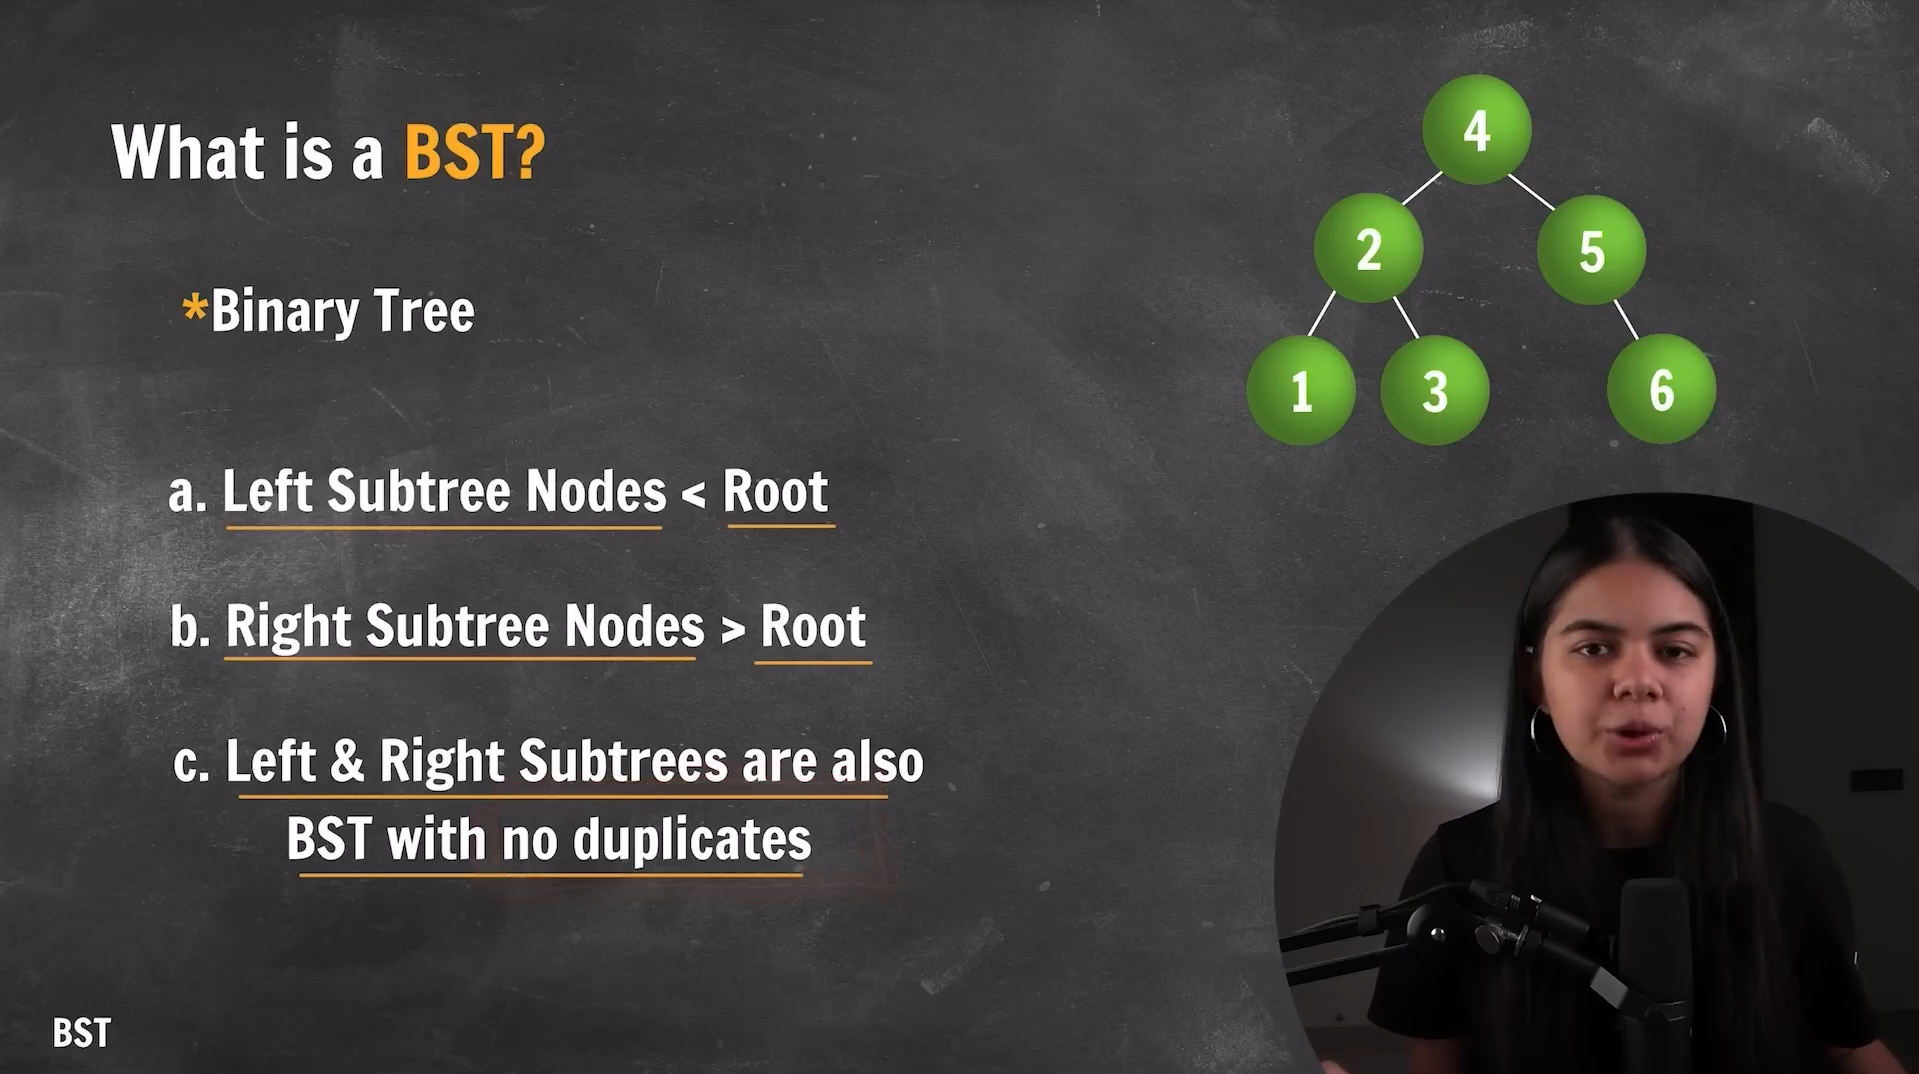 What is a BST?
*Binary Tree
a. Left Subtree Nodes < Root
b. Right Subtree Nodes > Root
c. Left & Right Subtrees are also
BST with no duplicates
4
2
5
1
3
6
BST